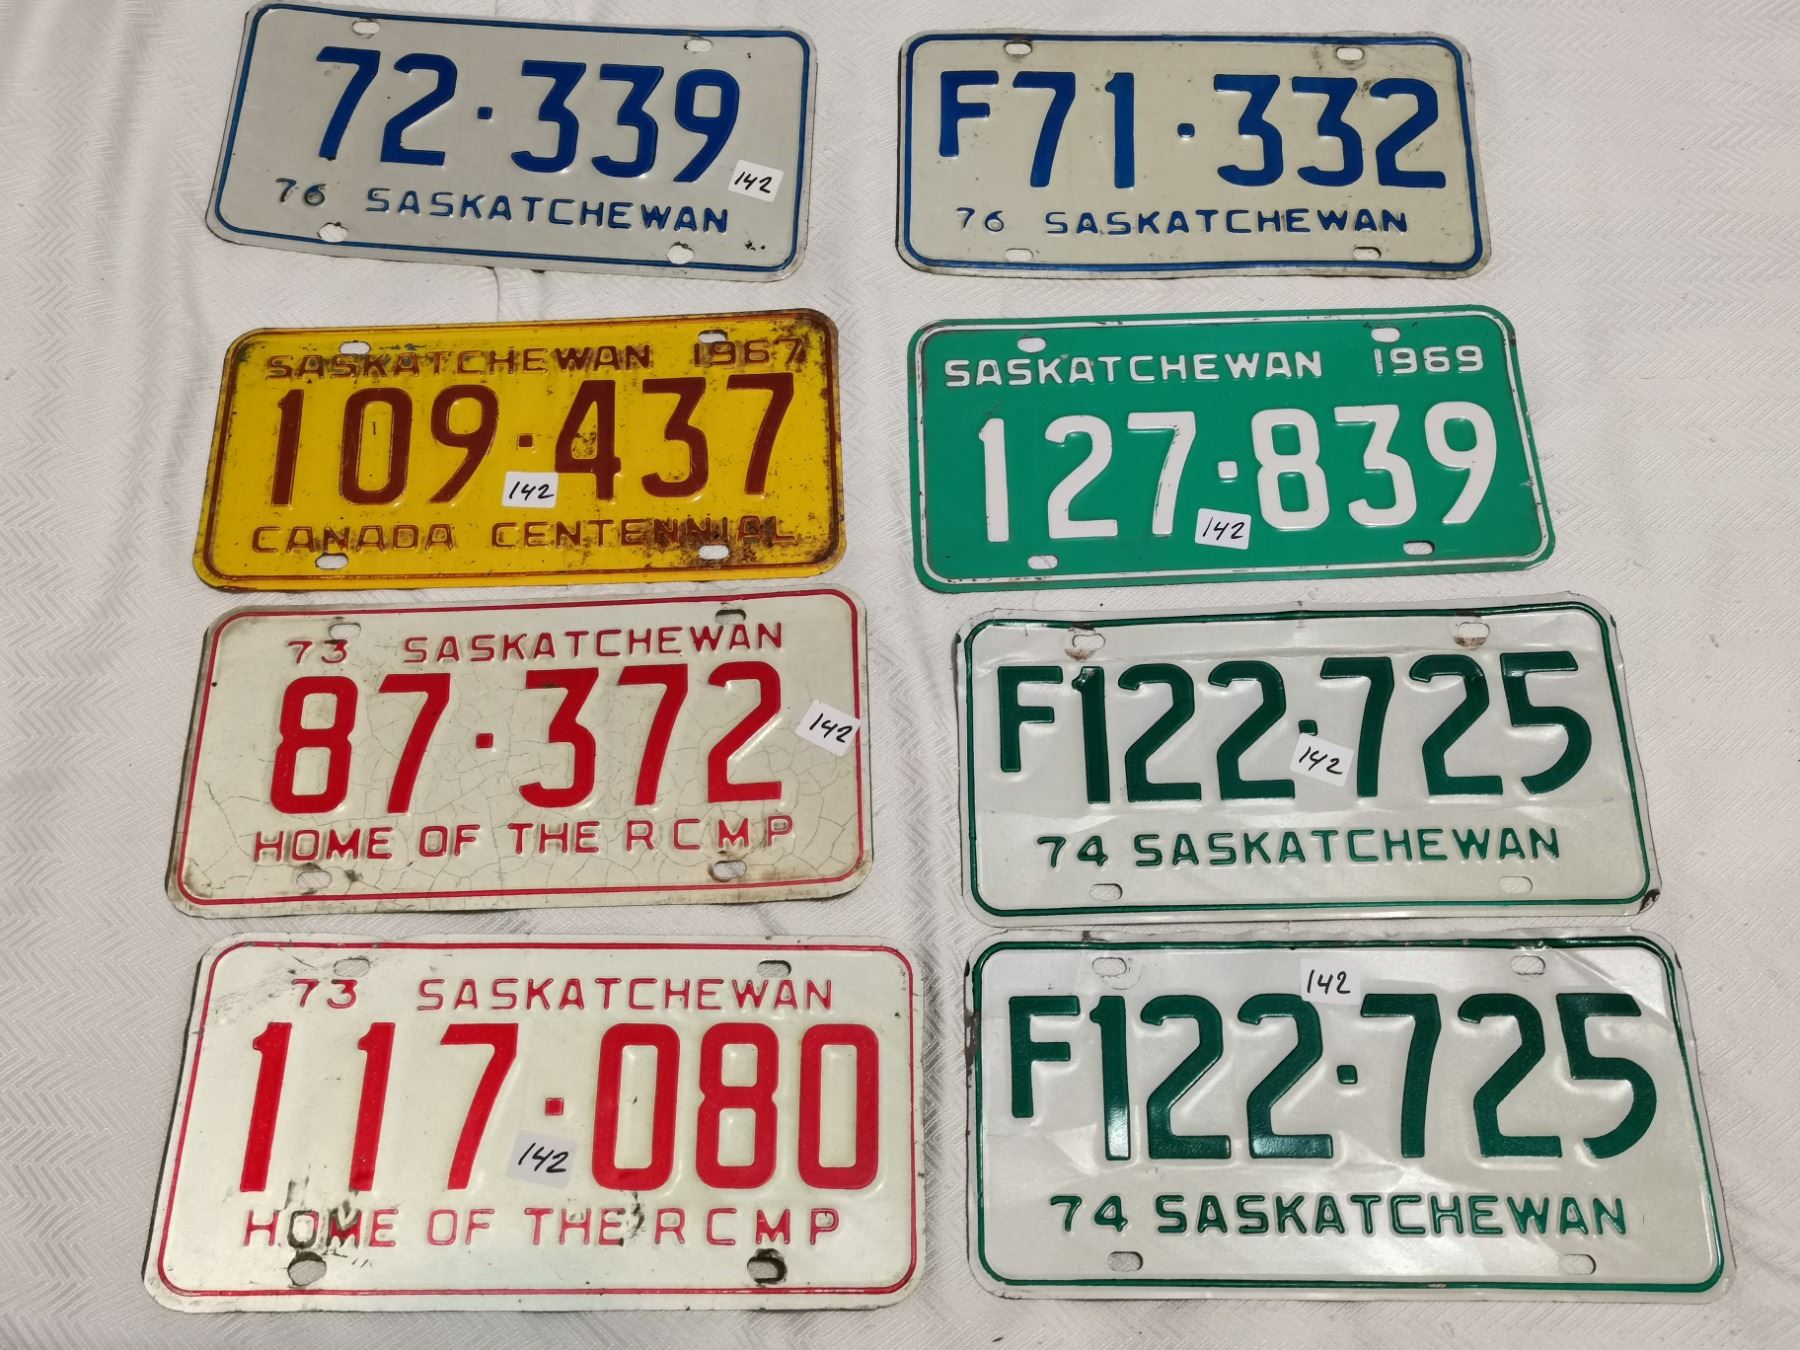 72·339
142
76 SASKATCHEWAN
F71·332
76 SASKATCHEWAN
SASKATCHEWAN 1967
109·437
142
CANADA CENTENNIAL
SASKATCHEWAN 1969
127·839
142
73 SASKATCHEWAN
87·372
142
HOME OF THE RCMP
F122·725
142
74 SASKATCHEWAN
73 SASKATCHEWAN
117·080
142
HOME OF THE RCMP
142
F122·725
74 SASKATCHEWAN